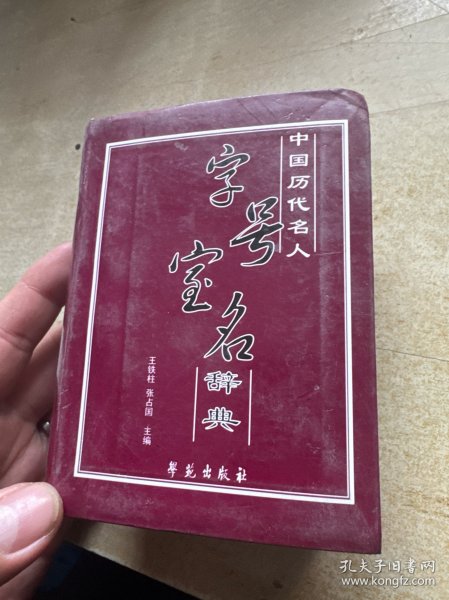 中国历代名人
字号室名
辞典
王铁柱 张占国 主编
學苑出版社
孔夫子旧书网
www.kongfz.com